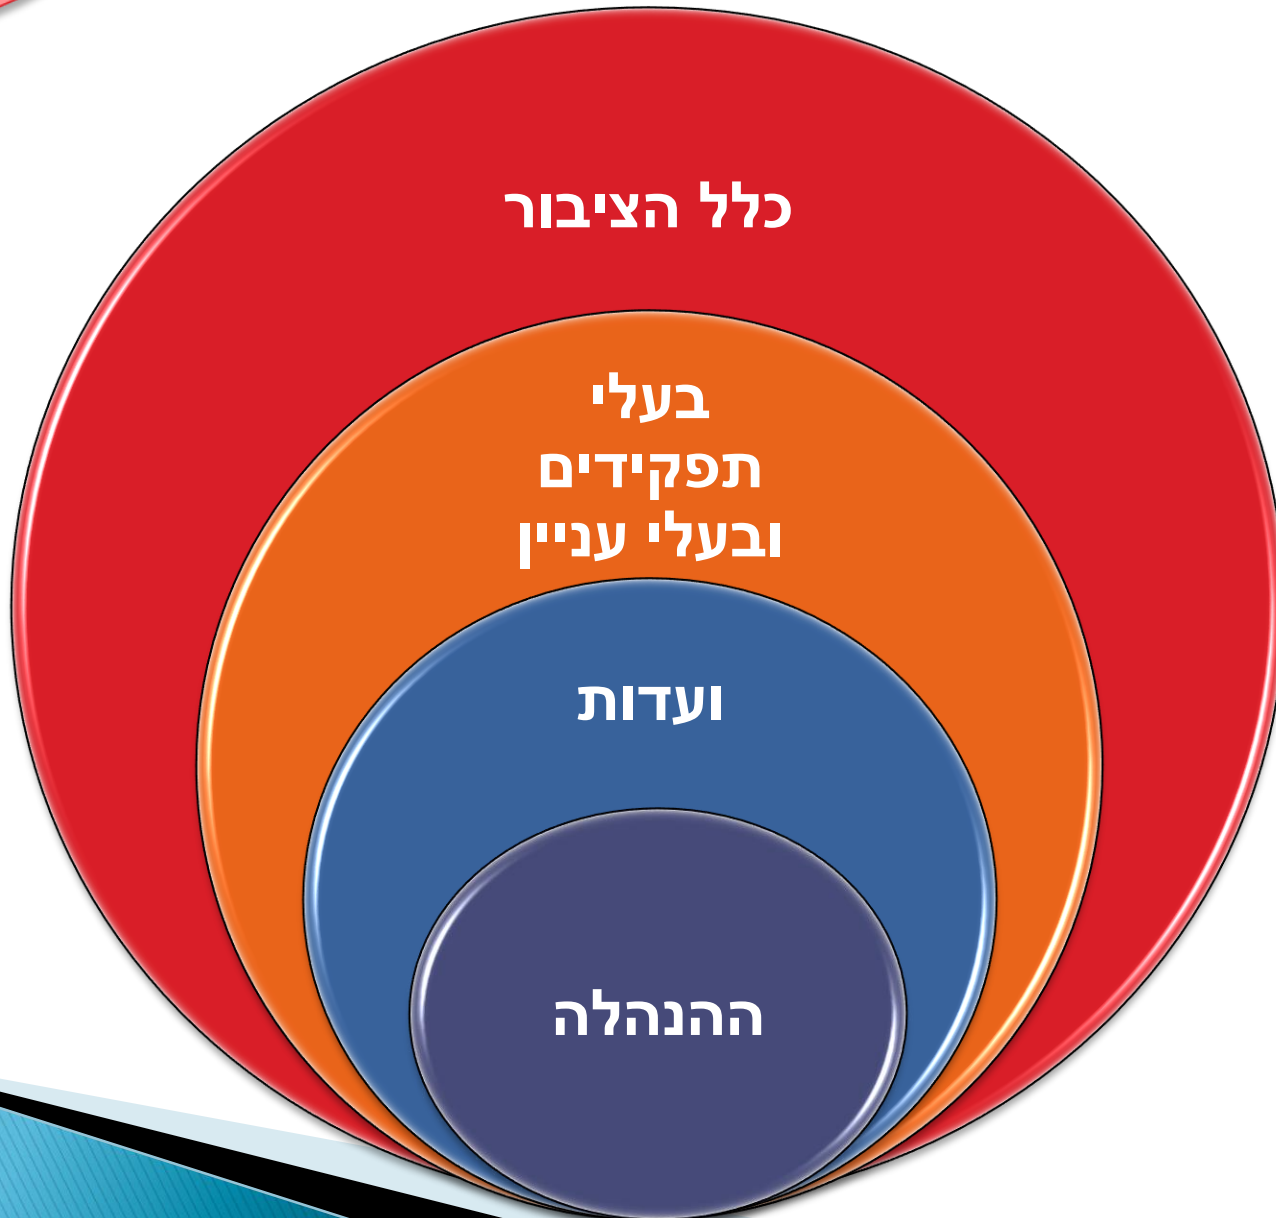 כלל הציבור
בעלי
תפקידים
ובעלי עניין
ועדות
ההנהלה